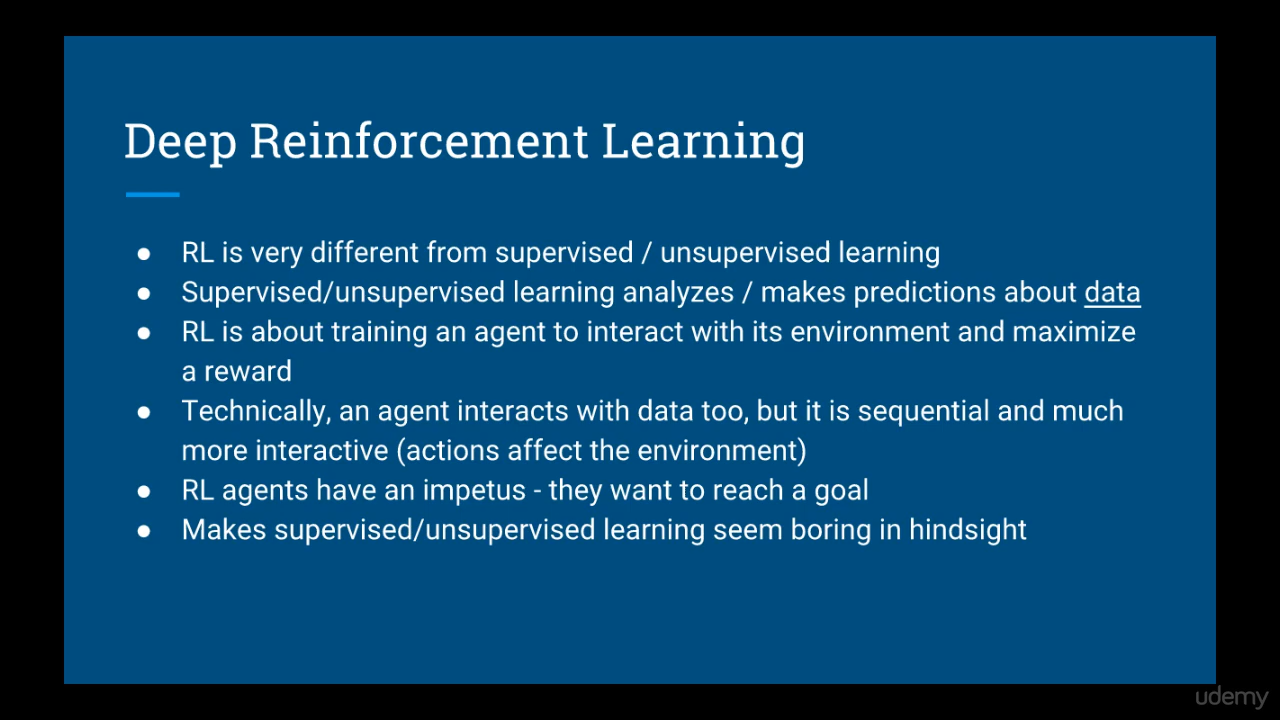 Deep Reinforcement Learning
● RL is very different from supervised / unsupervised learning
● Supervised/unsupervised learning analyzes / makes predictions about data
● RL is about training an agent to interact with its environment and maximize
a reward
● Technically, an agent interacts with data too, but it is sequential and much
more interactive (actions affect the environment)
● RL agents have an impetus - they want to reach a goal
● Makes supervised/unsupervised learning seem boring in hindsight
udemy